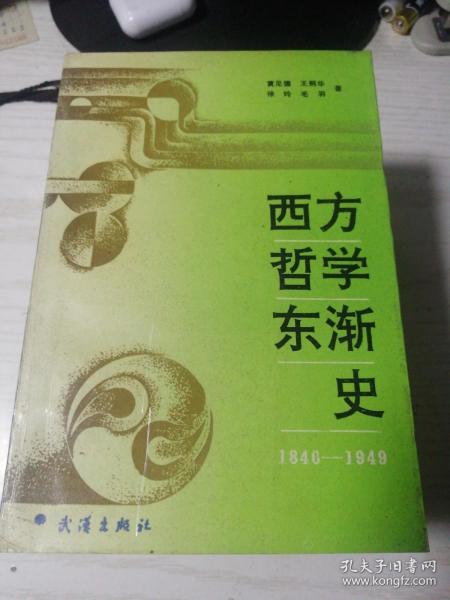 黄见德 王炯华
徐玲 毛羽 著
西方
哲学
东渐
史
1840—1949
武汉出版社
孔夫子旧书网
www.kongfz.com